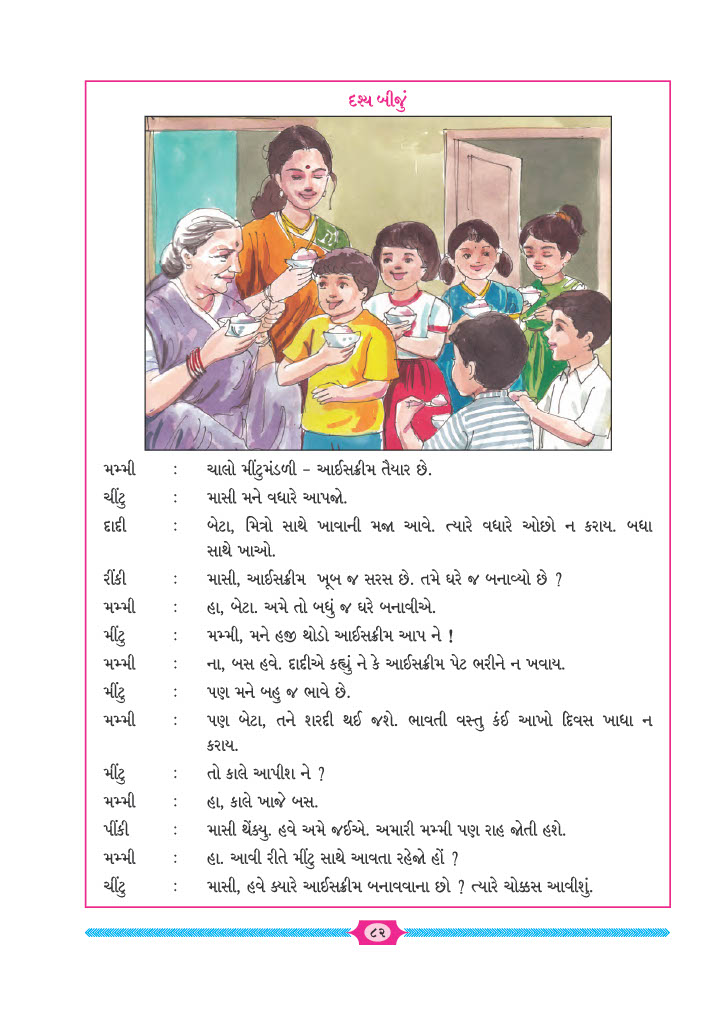 દૃશ્ય બીજું
મમ્મી : ચાલો મીંટુમંડળી – આઈસક્રીમ તૈયાર છે.
ચીંટુ : માસી મને વધારે આપજો.
દાદી : બેટા, મિત્રો સાથે ખાવાની મજા આવે. ત્યારે વધારે ઓછો ન કરાય. બધા
સાથે ખાઓ.
રીંકી : માસી, આઈસક્રીમ ખૂબ જ સરસ છે. તમે ઘરે જ બનાવ્યો છે ?
મમ્મી : હા, બેટા. અમે તો બધું જ ઘરે બનાવીએ.
મીંટુ : મમ્મી, મને હજી થોડો આઈસક્રીમ આપ ને !
મમ્મી : ના, બસ હવે. દાદીએ કહ્યું ને કે આઈસક્રીમ પેટ ભરીને ન ખવાય.
મીંટુ : પણ મને બહુ જ ભાવે છે.
મમ્મી : પણ બેટા, તને શરદી થઈ જશે. ભાવતી વસ્તુ કંઈ આખો દિવસ ખાધા ન
કરાય.
મીંટુ : તો કાલે આપીશ ને ?
મમ્મી : હા, કાલે ખાજે બસ.
પીંકી : માસી થેંક્યુ. હવે અમે જઈએ. અમારી મમ્મી પણ રાહ જોતી હશે.
મમ્મી : હા. આવી રીતે મીંટુ સાથે આવતા રહેજો હોં ?
ચીંટુ : માસી, હવે ક્યારે આઈસક્રીમ બનાવવાના છો ? ત્યારે ચોક્કસ આવીશું.
૮૨